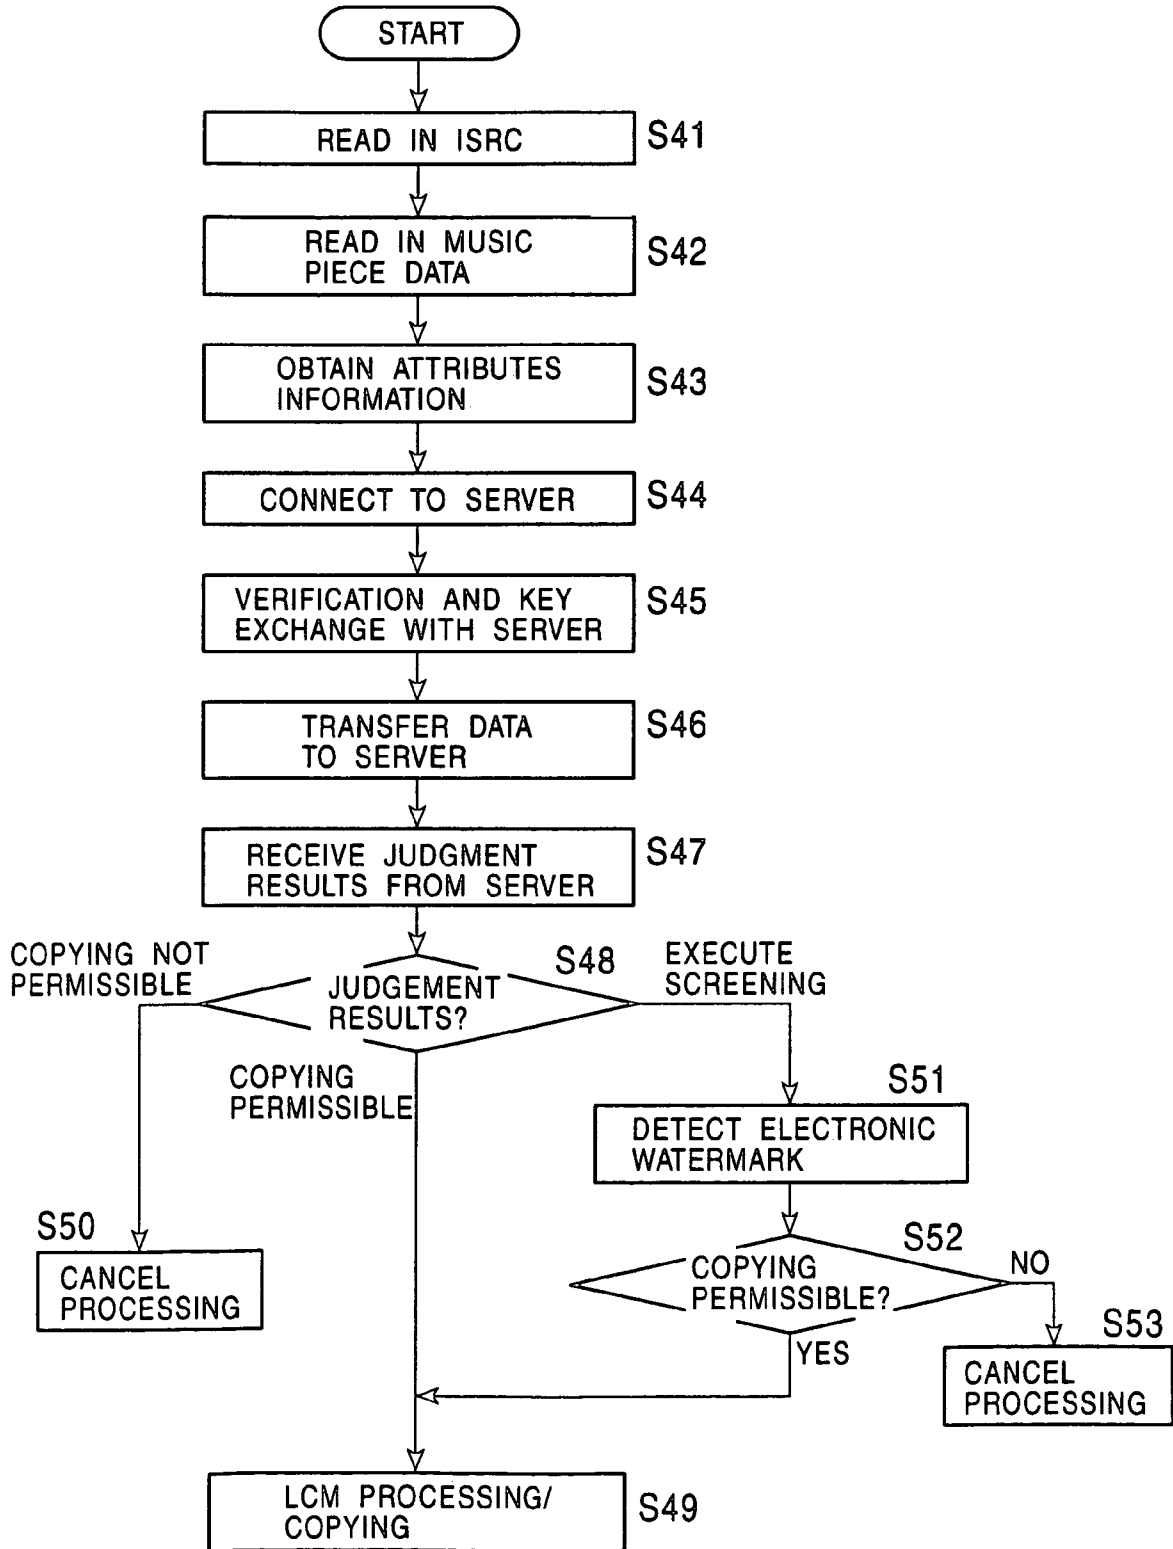 START
READ IN ISRC
S41
READ IN MUSIC
PIECE DATA
S42
OBTAIN ATTRIBUTES
INFORMATION
S43
CONNECT TO SERVER
S44
VERIFICATION AND KEY
EXCHANGE WITH SERVER
S45
TRANSFER DATA
TO SERVER
S46
RECEIVE JUDGMENT
RESULTS FROM SERVER
S47
COPYING NOT
PERMISSIBLE
JUDGEMENT
RESULTS?
S48
EXECUTE
SCREENING
COPYING
PERMISSIBLE
S51
DETECT ELECTRONIC
WATERMARK
S50
CANCEL
PROCESSING
S52
COPYING
PERMISSIBLE?
NO
YES
S53
CANCEL
PROCESSING
LCM PROCESSING/
COPYING
S49